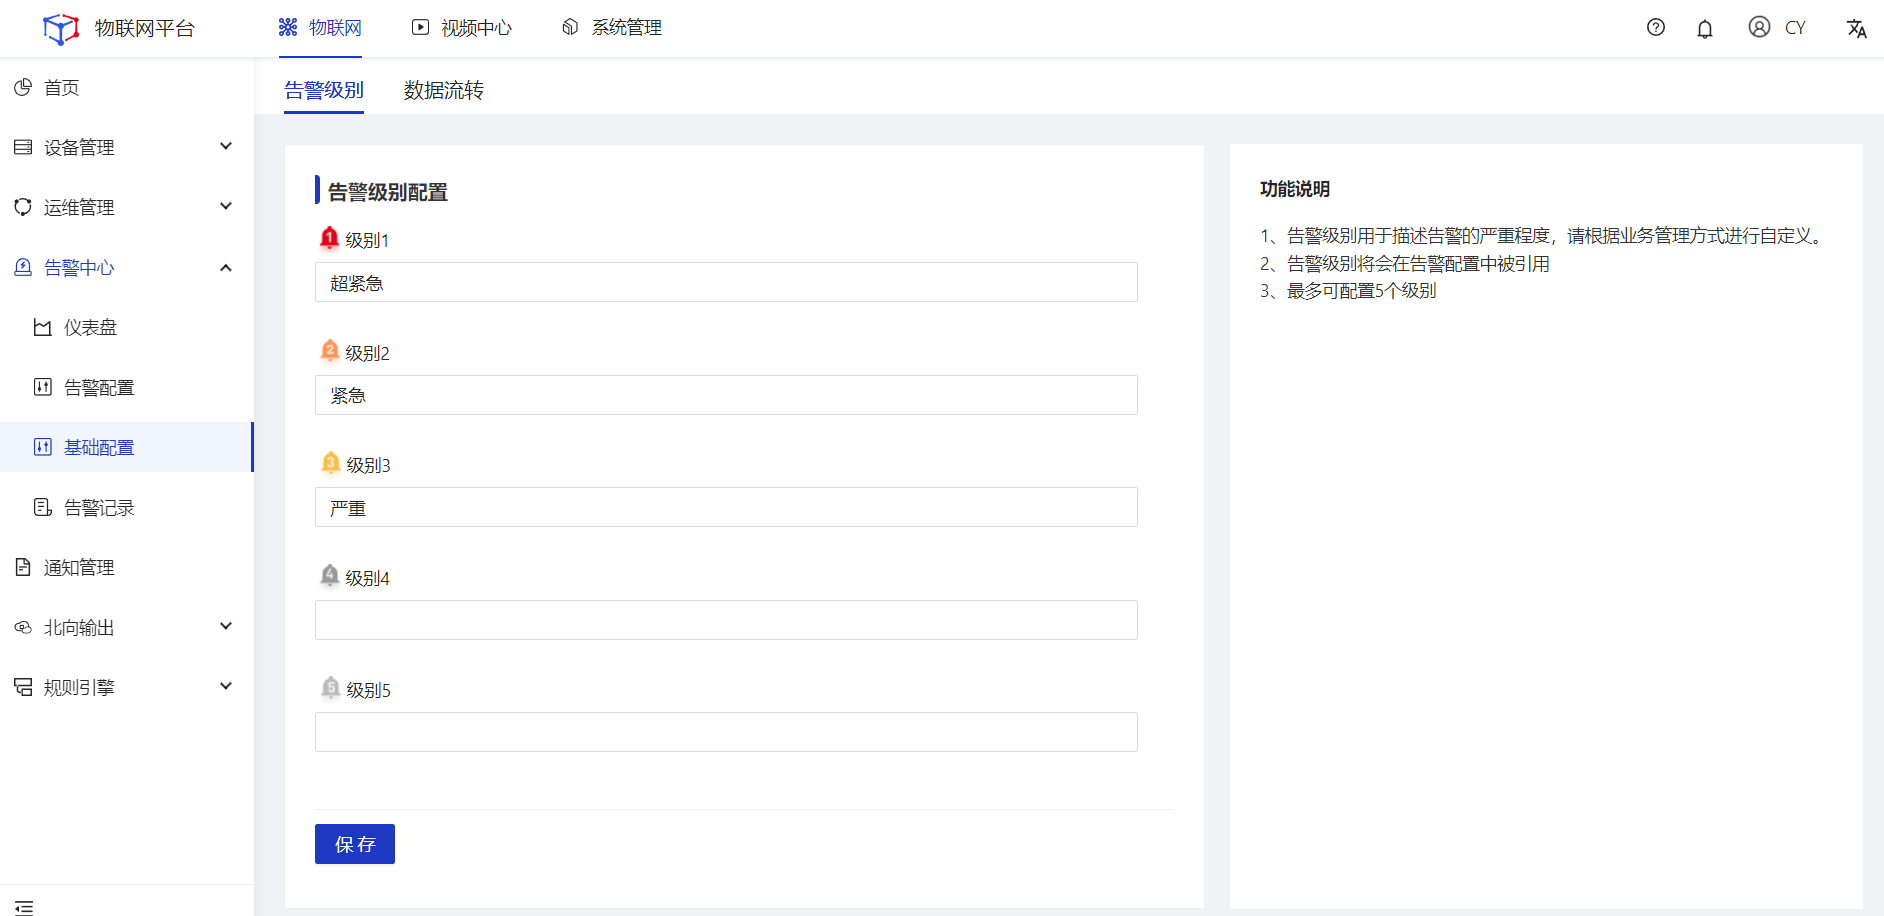 物联网平台
物联网
视频中心
系统管理
CY
首页
设备管理
运维管理
告警中心
仪表盘
告警配置
基础配置
告警记录
通知管理
北向输出
规则引擎
告警级别
数据流转
告警级别配置
1 级别1
超紧急
2 级别2
紧急
3 级别3
严重
4 级别4
5 级别5
保存
功能说明
1、告警级别用于描述告警的严重程度，请根据业务管理方式进行自定义。
2、告警级别将会在告警配置中被引用
3、最多可配置5个级别